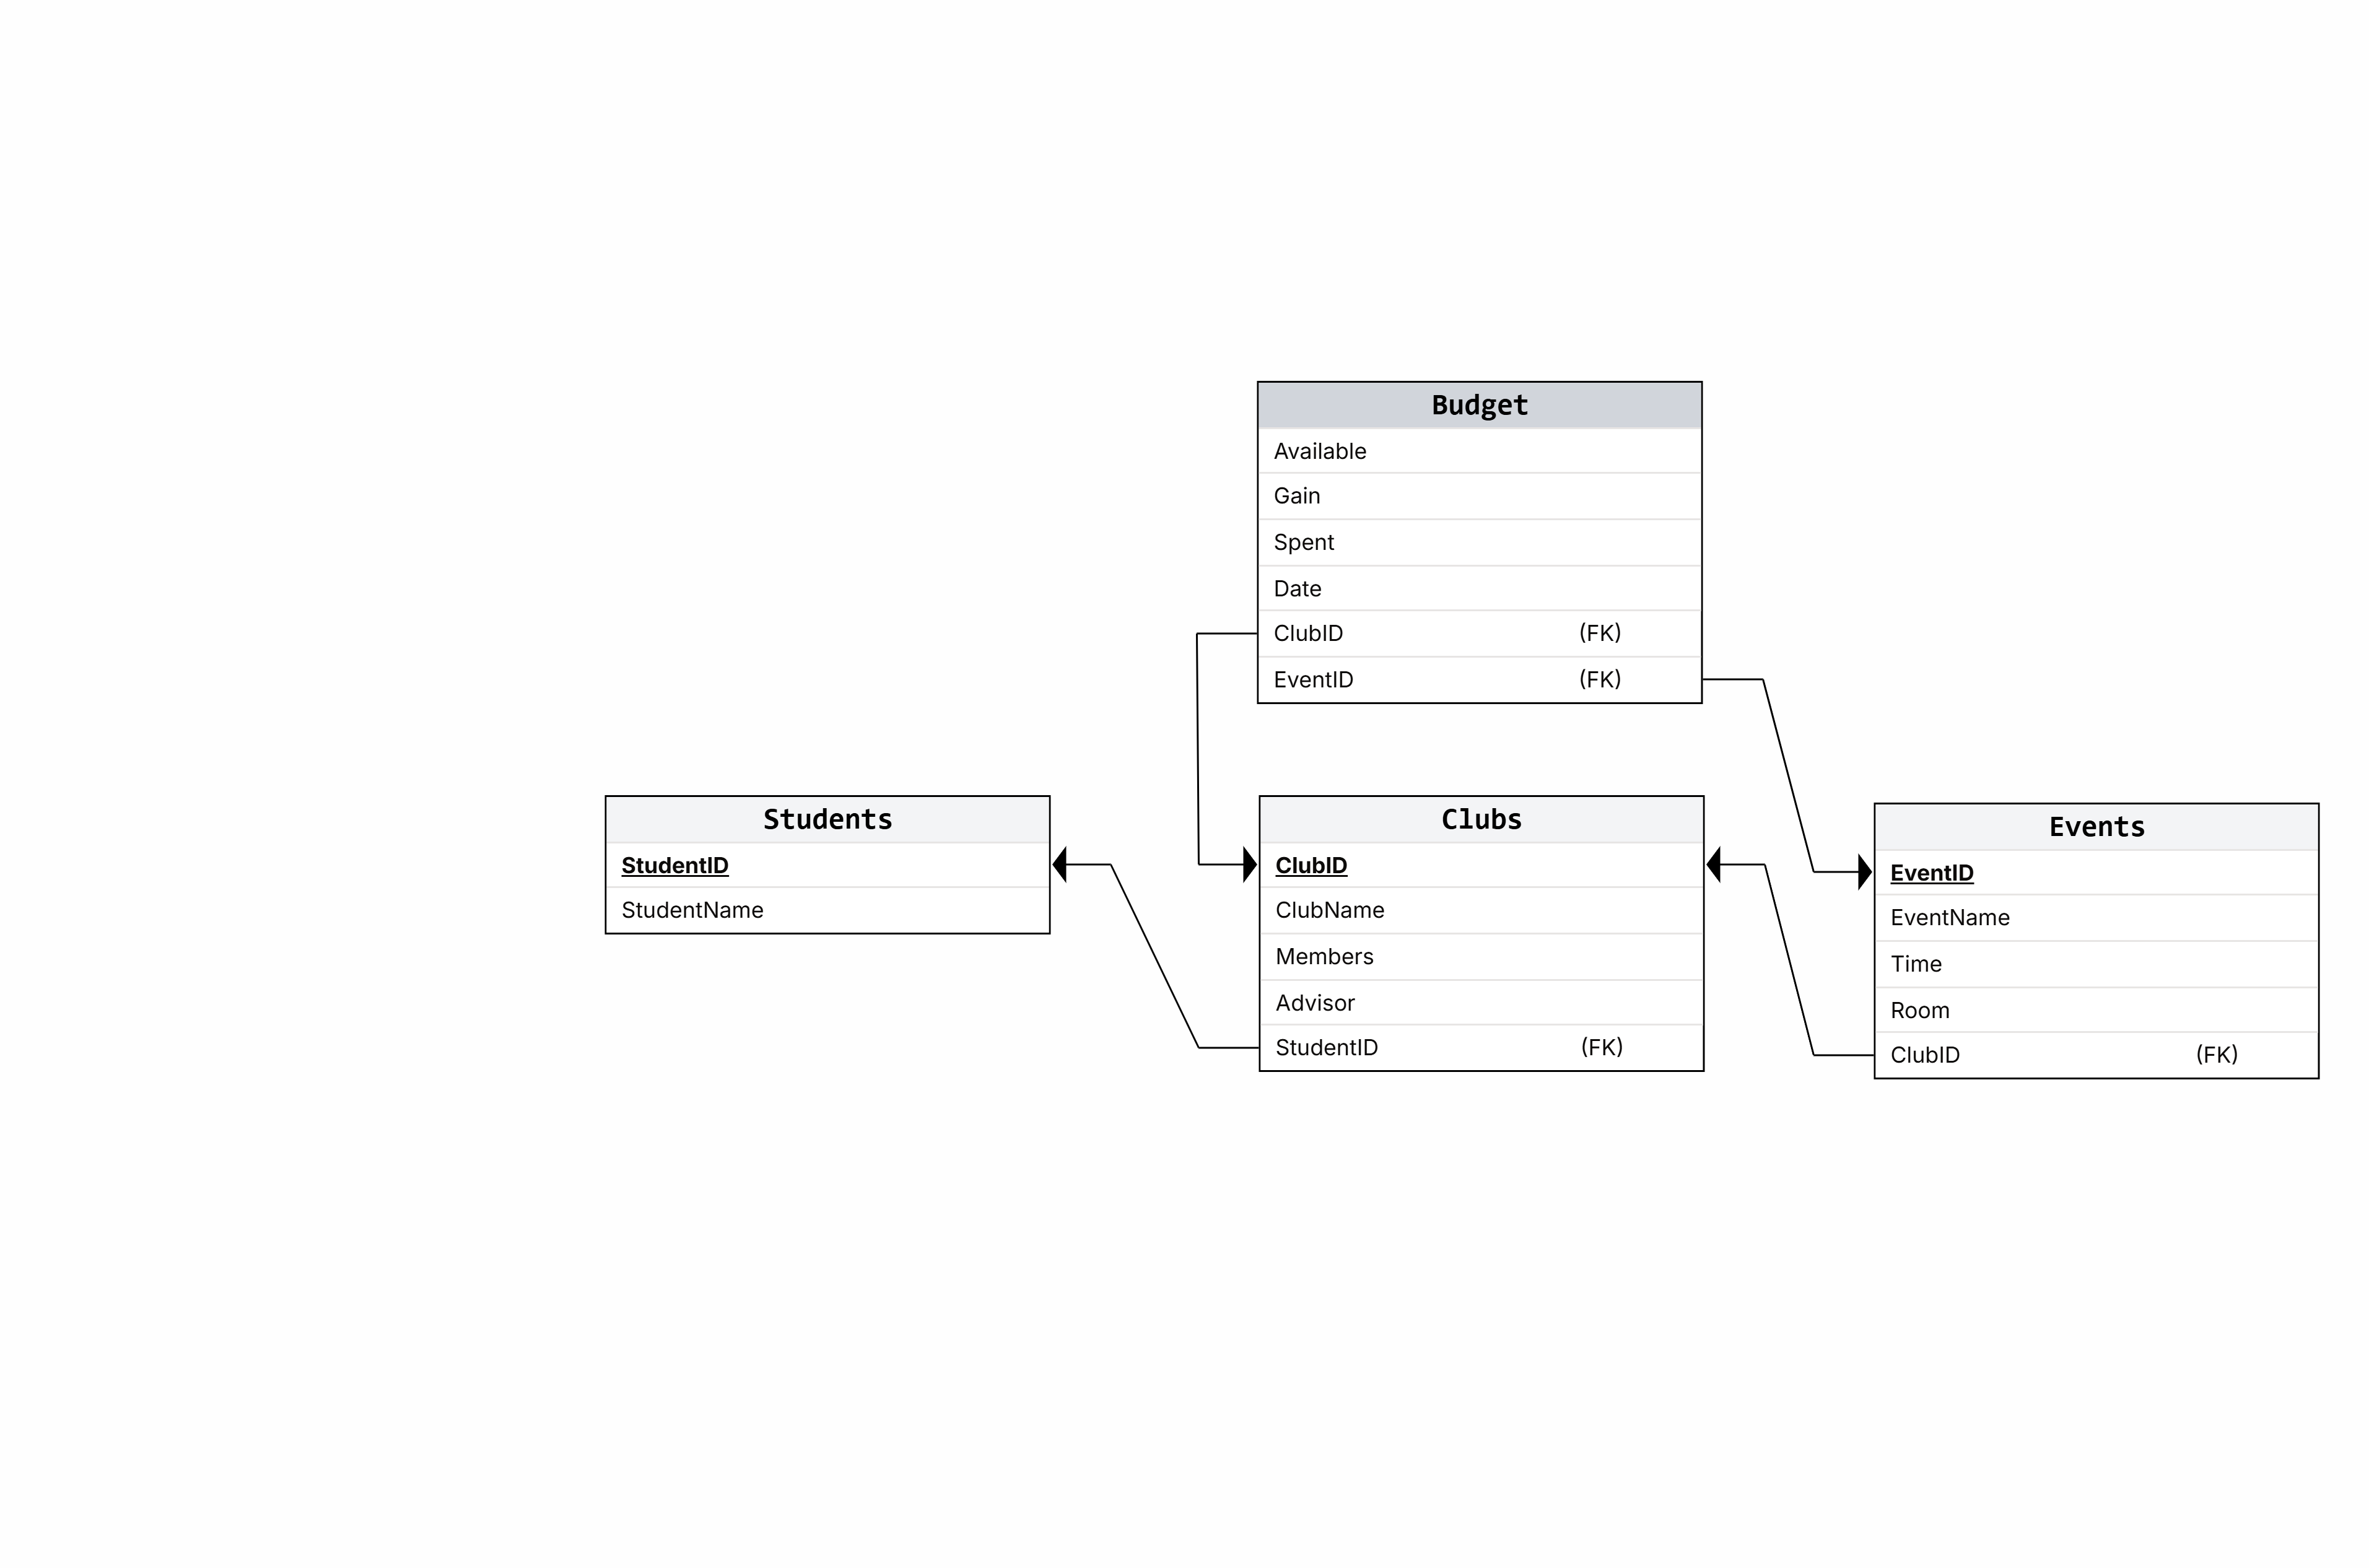 Budget
Available
Gain
Spent
Date
ClubID (FK)
EventID (FK)
Students
StudentID
StudentName
Clubs
ClubID
ClubName
Members
Advisor
StudentID (FK)
Events
EventID
EventName
Time
Room
ClubID (FK)